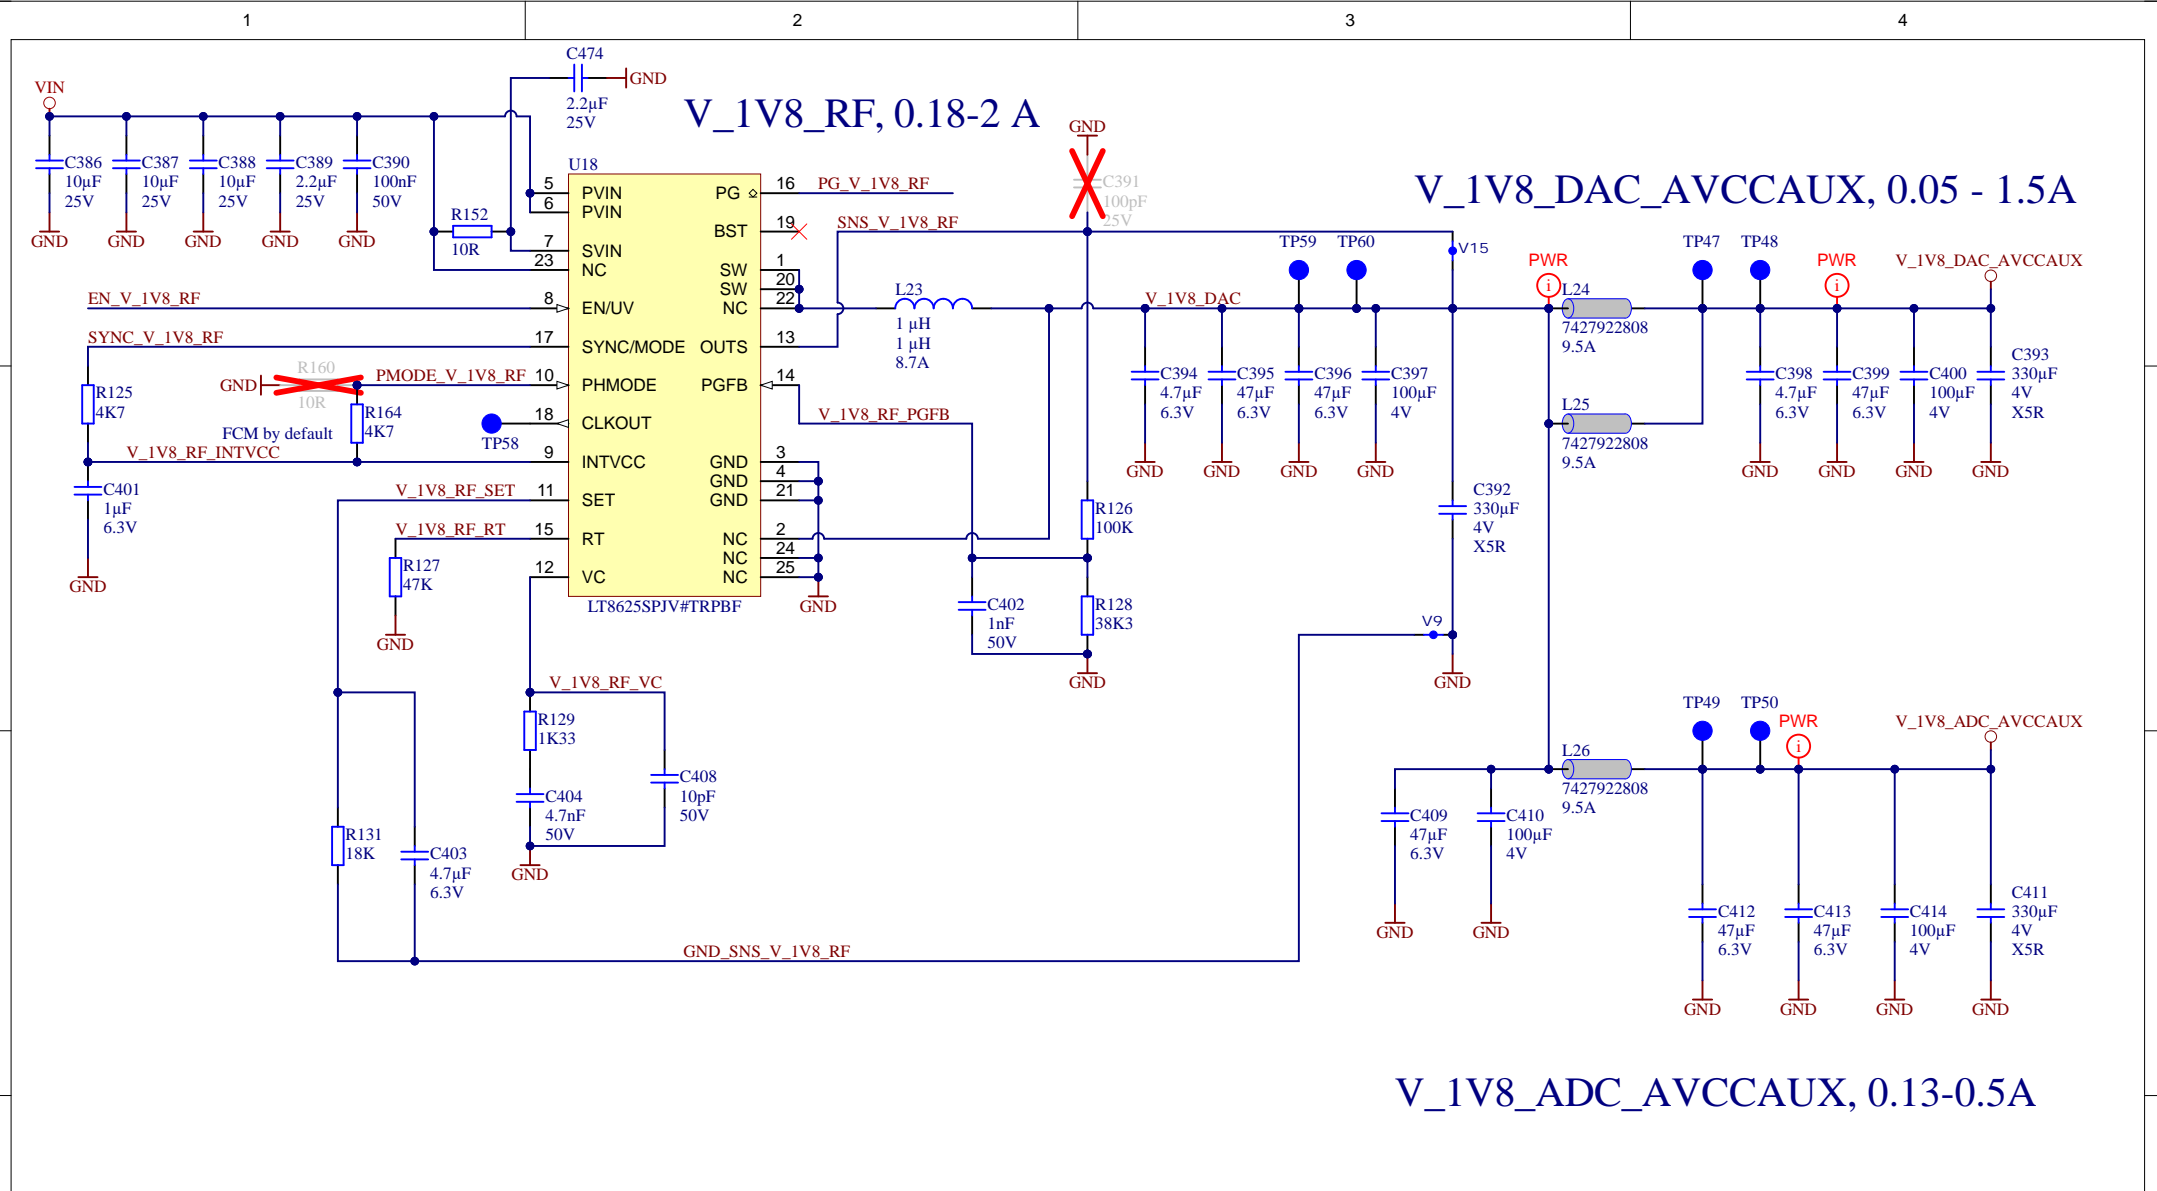 1
2
3
4
VIN
C386
10µF
25V
GND
C387
10µF
25V
GND
C388
10µF
25V
GND
C389
2.2µF
25V
GND
C390
100nF
50V
GND
C474
2.2µF
25V
GND
V_1V8_RF, 0.18-2 A
R152
10R
U18
5
PVIN
6
PVIN
7
SVIN
23
NC
8
EN/UV
17
SYNC/MODE
10
PHMODE
18
CLKOUT
9
INTVCC
11
SET
15
RT
12
VC
PG
16
BST
19
SW
1
SW
20
NC
22
OUTS
13
PGFB
14
GND
3
GND
4
GND
21
NC
2
NC
24
NC
25
LT8625SPJV#TRPBF
GND
EN_V_1V8_RF
SYNC_V_1V8_RF
R125
4K7
GND
R160
10R
PMODE_V_1V8_RF
R164
4K7
FCM by default
TP58
V_1V8_RF_INTVCC
C401
1µF
6.3V
GND
V_1V8_RF_SET
V_1V8_RF_RT
R127
47K
GND
V_1V8_RF_VC
R129
1K33
C404
4.7nF
50V
GND
C408
10pF
50V
R131
18K
C403
4.7µF
6.3V
GND_SNS_V_1V8_RF
PG_V_1V8_RF
SNS_V_1V8_RF
GND
C391
100pF
25V
L23
1 µH
1 µH
8.7A
V_1V8_RF_PGFB
C402
1nF
50V
R126
100K
R128
38K3
GND
V_1V8_DAC
TP59
TP60
V15
C394
4.7µF
6.3V
GND
C395
47µF
6.3V
GND
C396
47µF
6.3V
GND
C397
100µF
4V
GND
C392
330µF
4V
X5R
V9
GND
V_1V8_DAC_AVCCAUX, 0.05 - 1.5A
PWR
i
L24
7427922808
9.5A
L25
7427922808
9.5A
TP47
TP48
PWR
i
V_1V8_DAC_AVCCAUX
C398
4.7µF
6.3V
GND
C399
47µF
6.3V
GND
C400
100µF
4V
GND
C393
330µF
4V
X5R
GND
L26
7427922808
9.5A
TP49
TP50
PWR
i
V_1V8_ADC_AVCCAUX
C409
47µF
6.3V
GND
C410
100µF
4V
GND
C412
47µF
6.3V
GND
C413
47µF
6.3V
GND
C414
100µF
4V
GND
C411
330µF
4V
X5R
GND
V_1V8_ADC_AVCCAUX, 0.13-0.5A